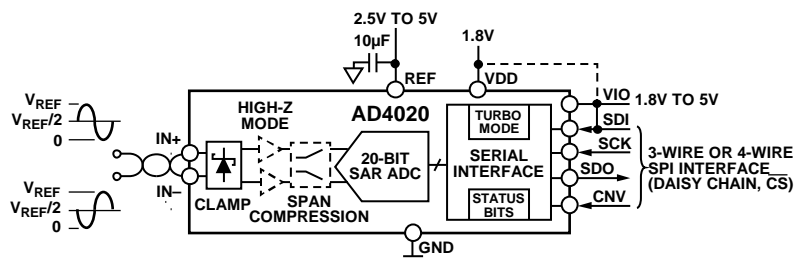 2.5V TO 5V
10µF
1.8V
REF
VDD
VIO
1.8V TO 5V
VREF
VREF/2
0
HIGH-Z
MODE
AD4020
TURBO
MODE
SDI
IN+
SCK
20-BIT
SAR ADC
SERIAL
INTERFACE
3-WIRE OR 4-WIRE
SPI INTERFACE
(DAISY CHAIN, CS)
SDO
IN–
VREF
VREF/2
0
CLAMP
SPAN
COMPRESSION
STATUS
BITS
CNV
GND